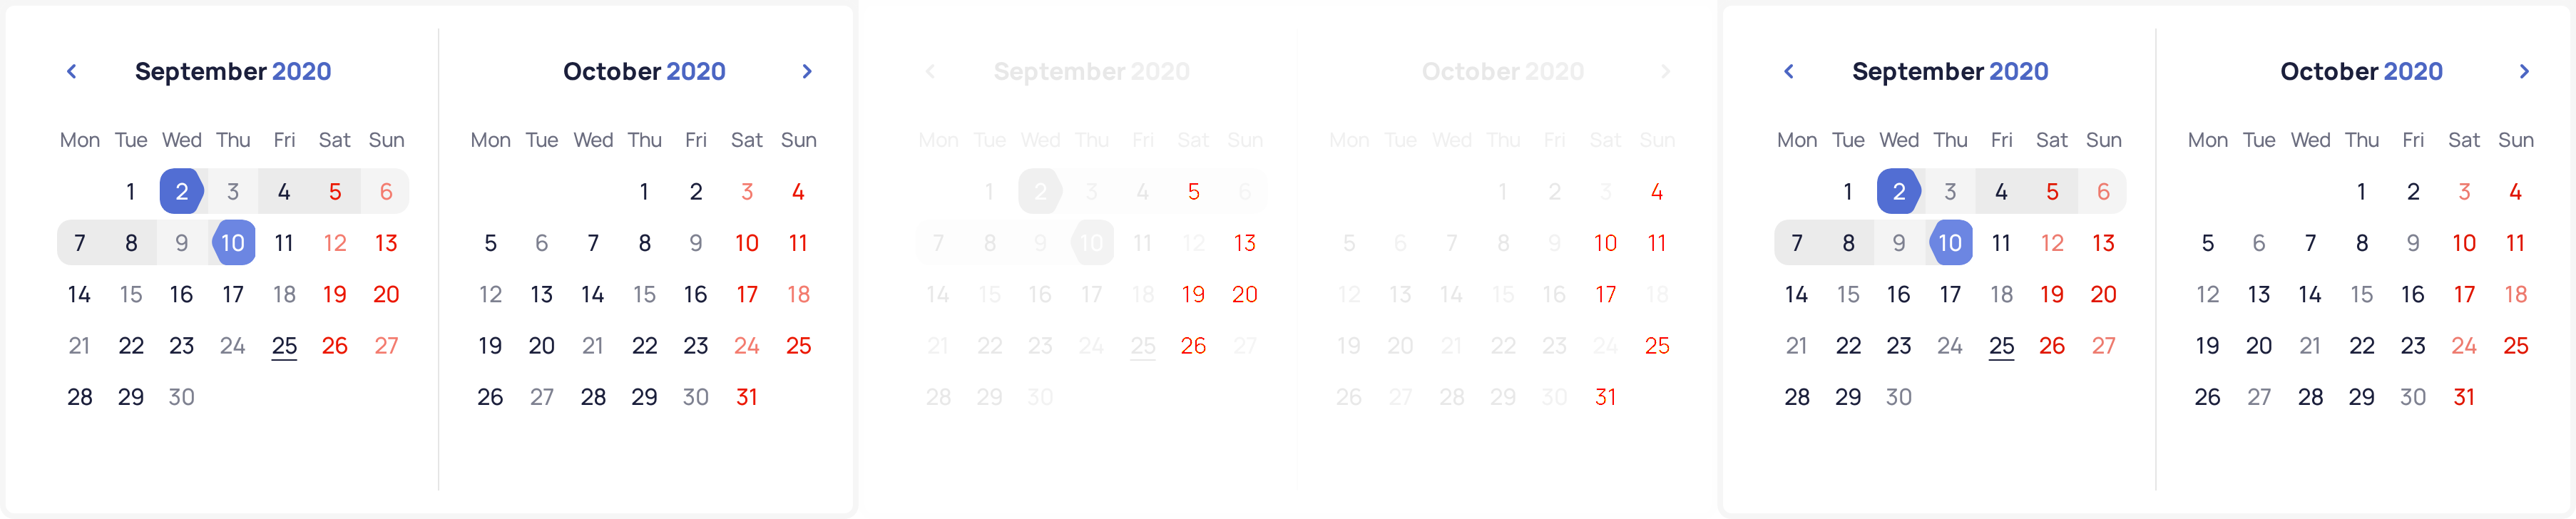 September 2020
Mon Tue Wed Thu Fri Sat Sun
1 2 3 4 5 6
7 8 9 10 11 12 13
14 15 16 17 18 19 20
21 22 23 24 25 26 27
28 29 30
October 2020
Mon Tue Wed Thu Fri Sat Sun
1 2 3 4
5 6 7 8 9 10 11
12 13 14 15 16 17 18
19 20 21 22 23 24 25
26 27 28 29 30 31
September 2020
Mon Tue Wed Thu Fri Sat Sun
1 2 3 4 5 6
7 8 9 10 11 12 13
14 15 16 17 18 19 20
21 22 23 24 25 26 27
28 29 30
October 2020
Mon Tue Wed Thu Fri Sat Sun
1 2 3 4
5 6 7 8 9 10 11
12 13 14 15 16 17 18
19 20 21 22 23 24 25
26 27 28 29 30 31
September 2020
Mon Tue Wed Thu Fri Sat Sun
1 2 3 4 5 6
7 8 9 10 11 12 13
14 15 16 17 18 19 20
21 22 23 24 25 26 27
28 29 30
October 2020
Mon Tue Wed Thu Fri Sat Sun
1 2 3 4
5 6 7 8 9 10 11
12 13 14 15 16 17 18
19 20 21 22 23 24 25
26 27 28 29 30 31